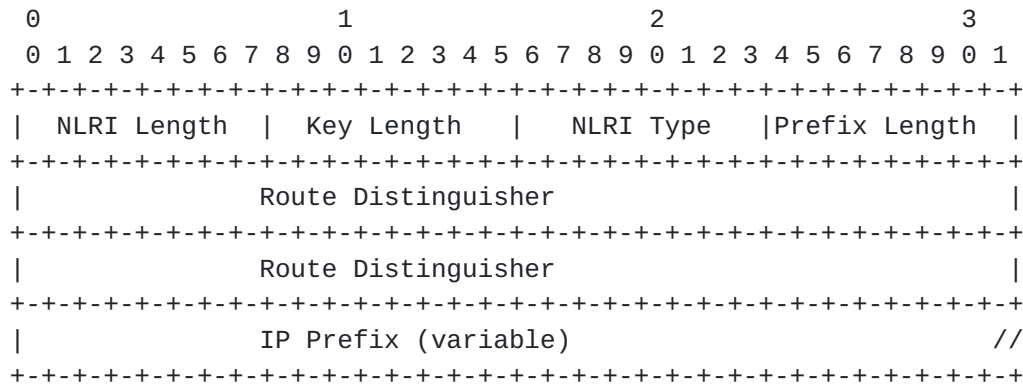 0                   1                   2                   3
 0 1 2 3 4 5 6 7 8 9 0 1 2 3 4 5 6 7 8 9 0 1 2 3 4 5 6 7 8 9 0 1
+-+-+-+-+-+-+-+-+-+-+-+-+-+-+-+-+-+-+-+-+-+-+-+-+-+-+-+-+-+-+-+-+
|  NLRI Length  |  Key Length   |   NLRI Type   |Prefix Length  |
+-+-+-+-+-+-+-+-+-+-+-+-+-+-+-+-+-+-+-+-+-+-+-+-+-+-+-+-+-+-+-+-+
|               Route Distinguisher                             |
+-+-+-+-+-+-+-+-+-+-+-+-+-+-+-+-+-+-+-+-+-+-+-+-+-+-+-+-+-+-+-+-+
|               Route Distinguisher                             |
+-+-+-+-+-+-+-+-+-+-+-+-+-+-+-+-+-+-+-+-+-+-+-+-+-+-+-+-+-+-+-+-+
|               IP Prefix (variable)                           //
+-+-+-+-+-+-+-+-+-+-+-+-+-+-+-+-+-+-+-+-+-+-+-+-+-+-+-+-+-+-+-+-+